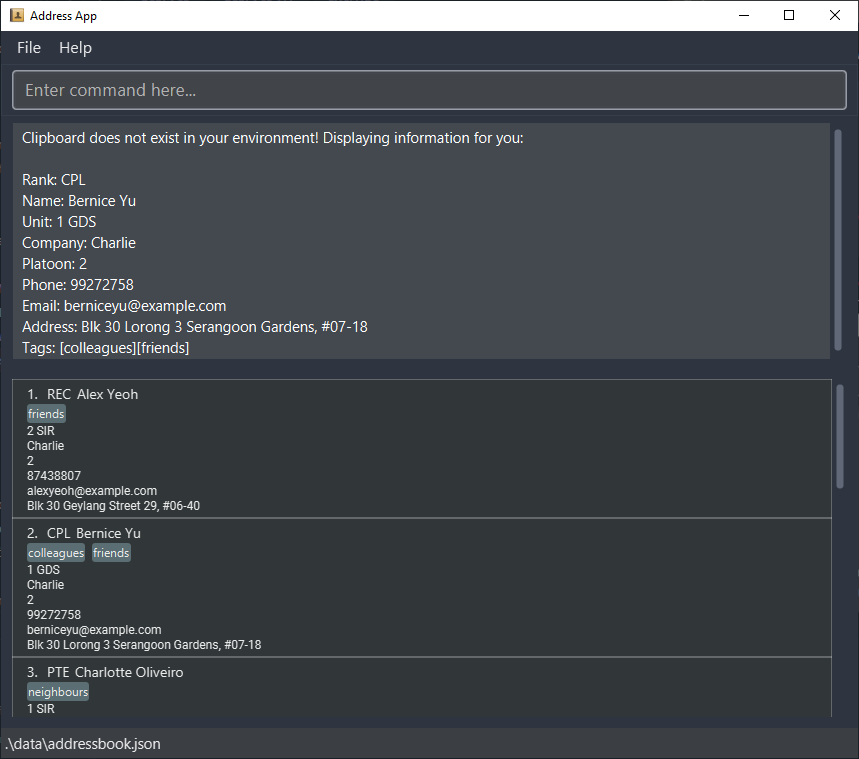 Address App
File Help
Enter command here...
Clipboard does not exist in your environment! Displaying information for you:
Rank: CPL
Name: Bernice Yu
Unit: 1 GDS
Company: Charlie
Platoon: 2
Phone: 99272758
Email: berniceyu@example.com
Address: Blk 30 Lorong 3 Serangoon Gardens, #07-18
Tags: [colleagues][friends]
1. REC Alex Yeoh
friends
2 SIR
Charlie
2
87438807
alexyeoh@example.com
Blk 30 Geylang Street 29, #06-40
2. CPL Bernice Yu
colleagues friends
1 GDS
Charlie
2
99272758
berniceyu@example.com
Blk 30 Lorong 3 Serangoon Gardens, #07-18
3. PTE Charlotte Oliveiro
neighbours
1 SIR
.\data\addressbook.json